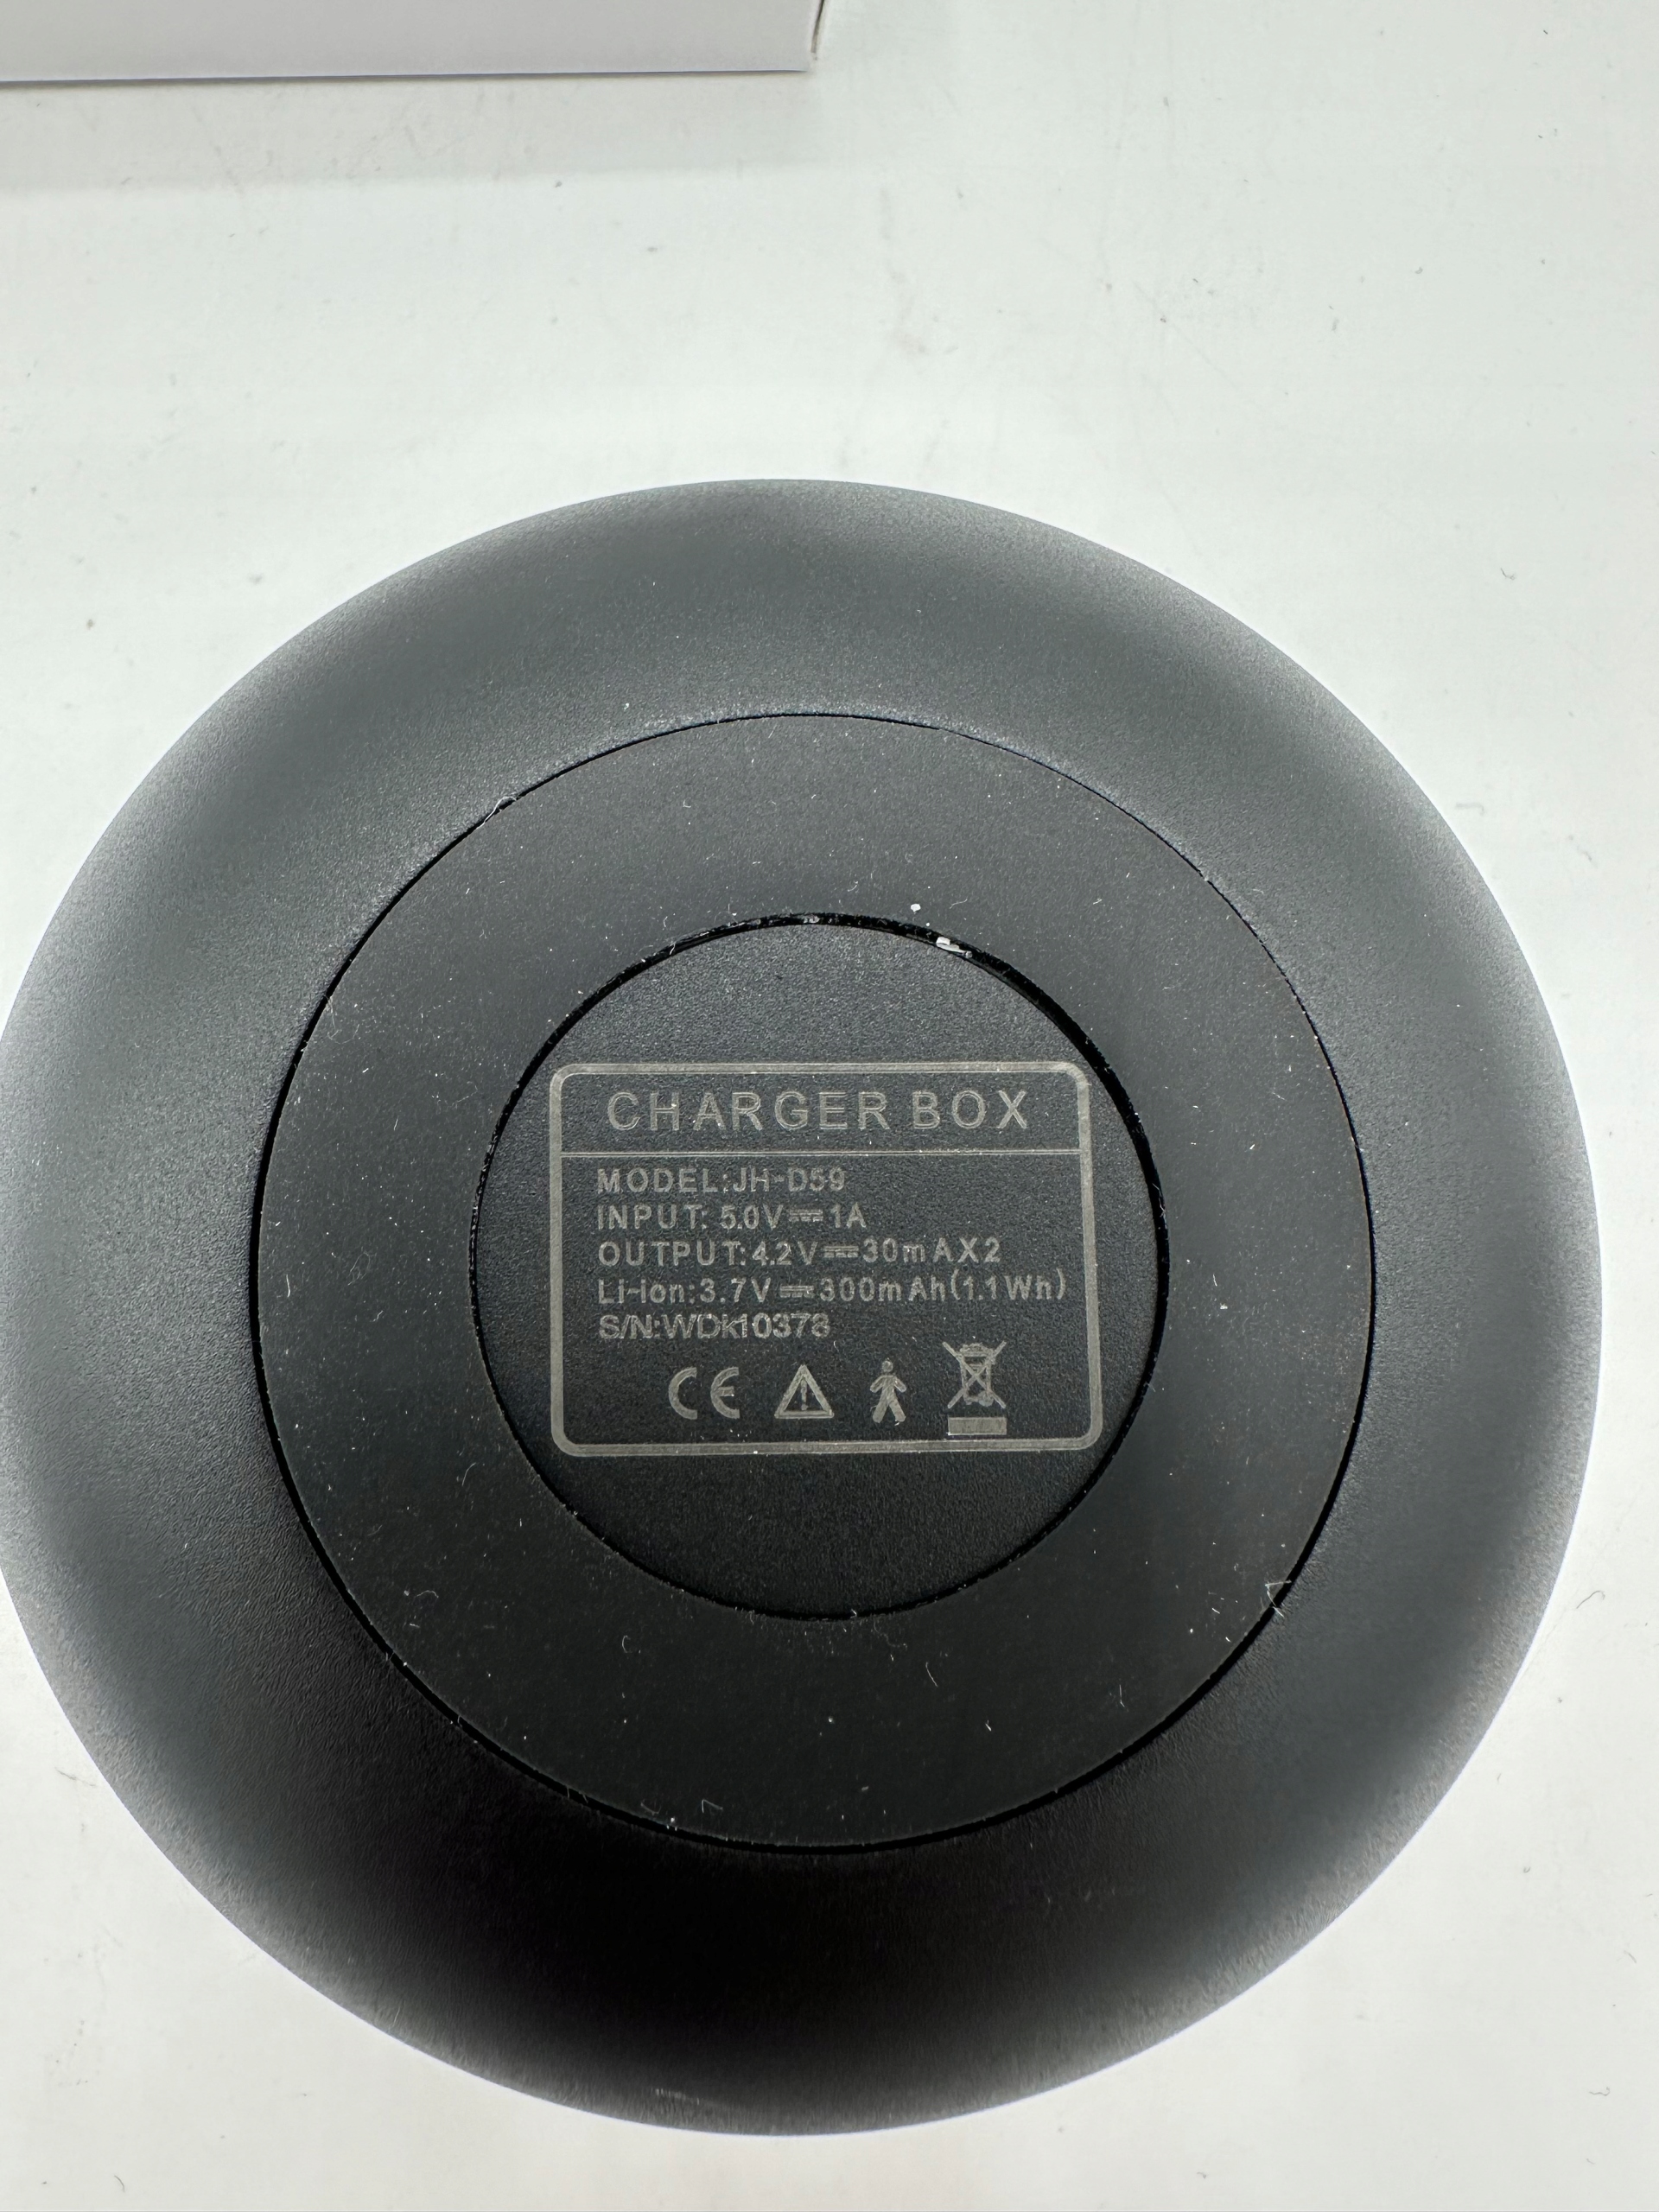 CHARGER BOX
MODEL:JH-D59
INPUT: 5.0V⎓1A
OUTPUT:4.2V⎓30mAX2
Li-ion:3.7V⎓300mAh(1.1Wh)
S/N:WDk10378
CE